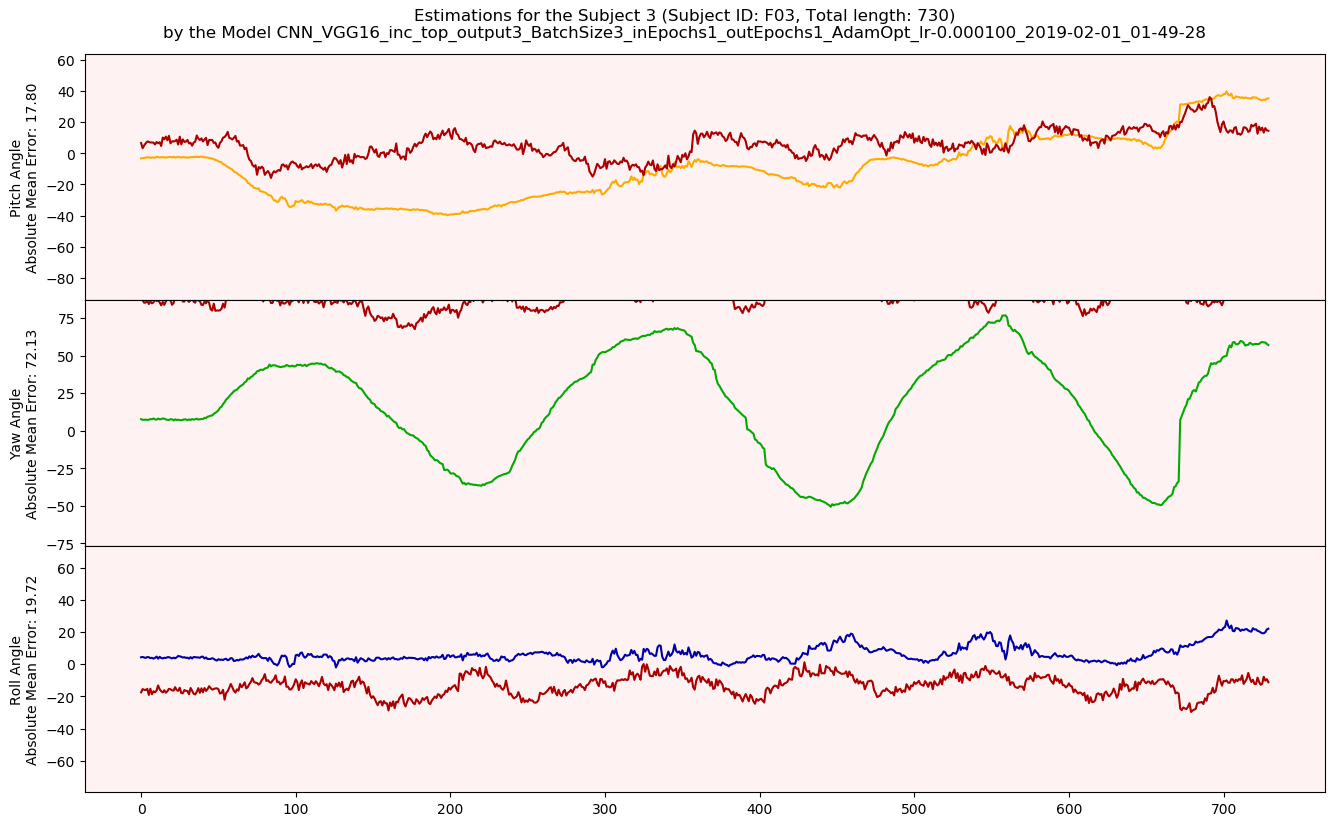 Estimations for the Subject 3 (Subject ID: F03, Total length: 730)
by the Model CNN_VGG16_inc_top_output3_BatchSize3_inEpochs1_outEpochs1_AdamOpt_lr-0.000100_2019-02-01_01-49-28
Pitch Angle
Absolute Mean Error: 17.80
60
40
20
0
−20
−40
−60
−80
Yaw Angle
Absolute Mean Error: 72.13
75
50
25
0
−25
−50
−75
Roll Angle
Absolute Mean Error: 19.72
60
40
20
0
−20
−40
−60
0 100 200 300 400 500 600 700